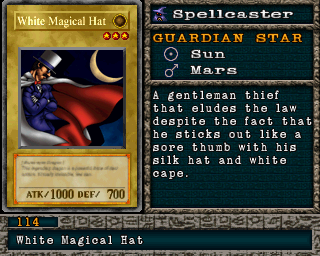 White Magical Hat
ATK/1000 DEF/ 700
Spellcaster
GUARDIAN STAR
Sun
Mars
A gentleman thief
that eludes the law
despite the fact that
he sticks out like a
sore thumb with his
silk hat and white
cape.
114
White Magical Hat